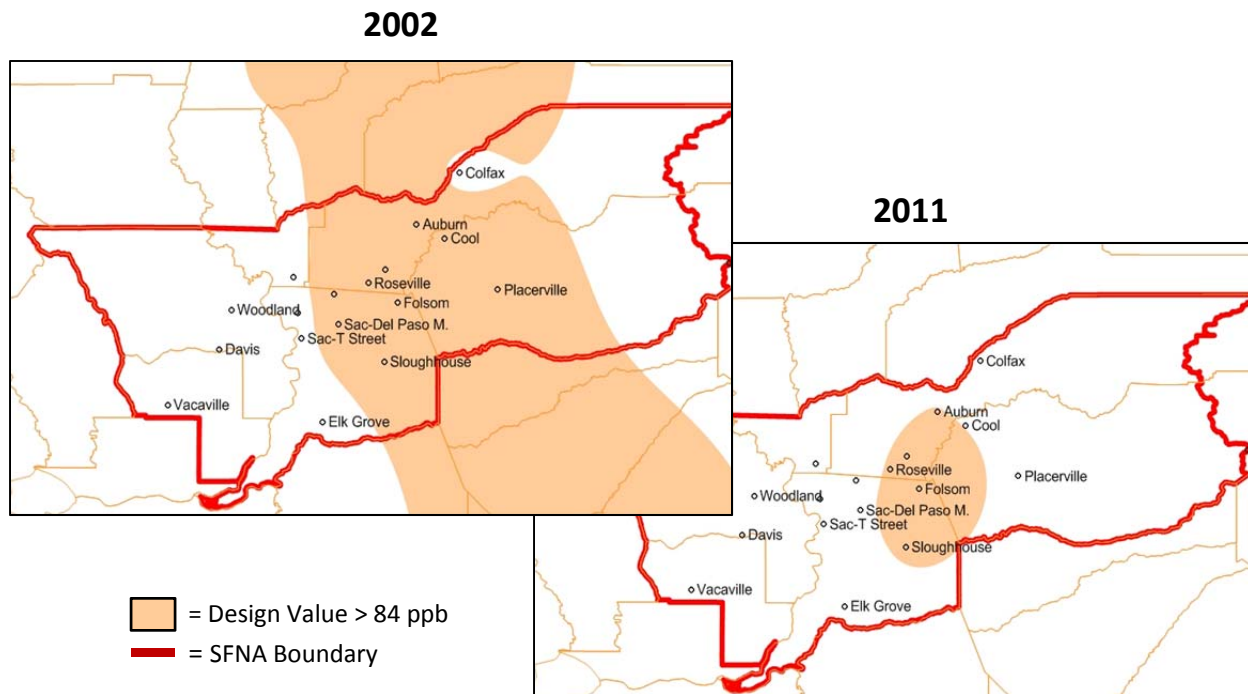 2002
Colfax
Auburn
Cool
Roseville
Placerville
Folsom
Woodland
Sac-Del Paso M.
Sac-T Street
Davis
Sloughhouse
Vacaville
Elk Grove
2011
Colfax
Auburn
Cool
Roseville
Placerville
Folsom
Woodland
Sac-Del Paso M.
Sac-T Street
Davis
Sloughhouse
Vacaville
Elk Grove
= Design Value > 84 ppb
= SFNA Boundary